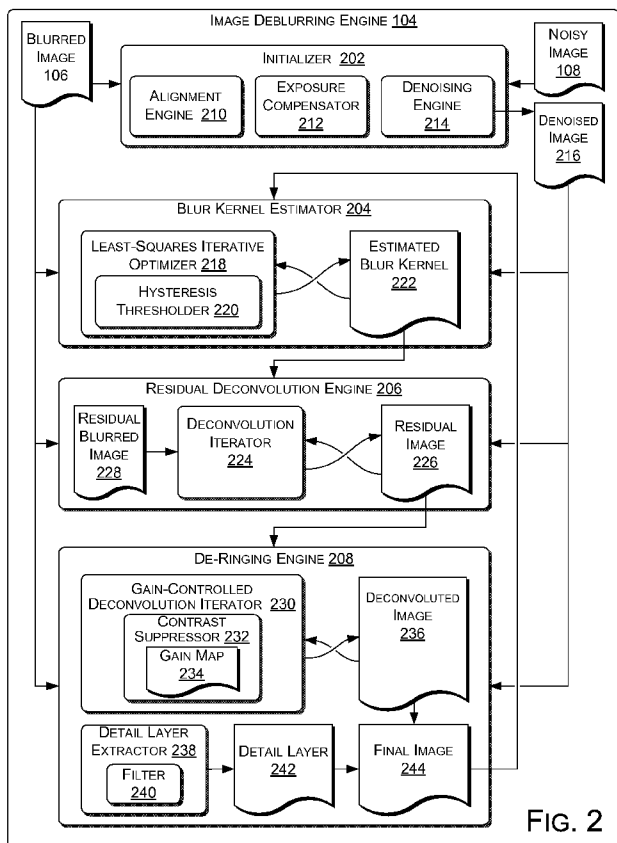 IMAGE DEBLURRING ENGINE 104
BLURRED
IMAGE
106
INITIALIZER 202
ALIGNMENT
ENGINE 210
EXPOSURE
COMPENSATOR
212
DENOISING
ENGINE
214
NOISY
IMAGE
108
DENOISED
IMAGE
216
BLUR KERNEL ESTIMATOR 204
LEAST-SQUARES ITERATIVE
OPTIMIZER 218
HYSTERESIS
THRESHOLDER 220
ESTIMATED
BLUR KERNEL
222
RESIDUAL DECONVOLUTION ENGINE 206
RESIDUAL
BLURRED
IMAGE
228
DECONVOLUTION
ITERATOR
224
RESIDUAL
IMAGE
226
DE-RINGING ENGINE 208
GAIN-CONTROLLED
DECONVOLUTION ITERATOR 230
CONTRAST
SUPPRESSOR 232
GAIN MAP
234
DECONVOLUTED
IMAGE
236
DETAIL LAYER
EXTRACTOR 238
FILTER
240
DETAIL LAYER
242
FINAL IMAGE
244
FIG. 2